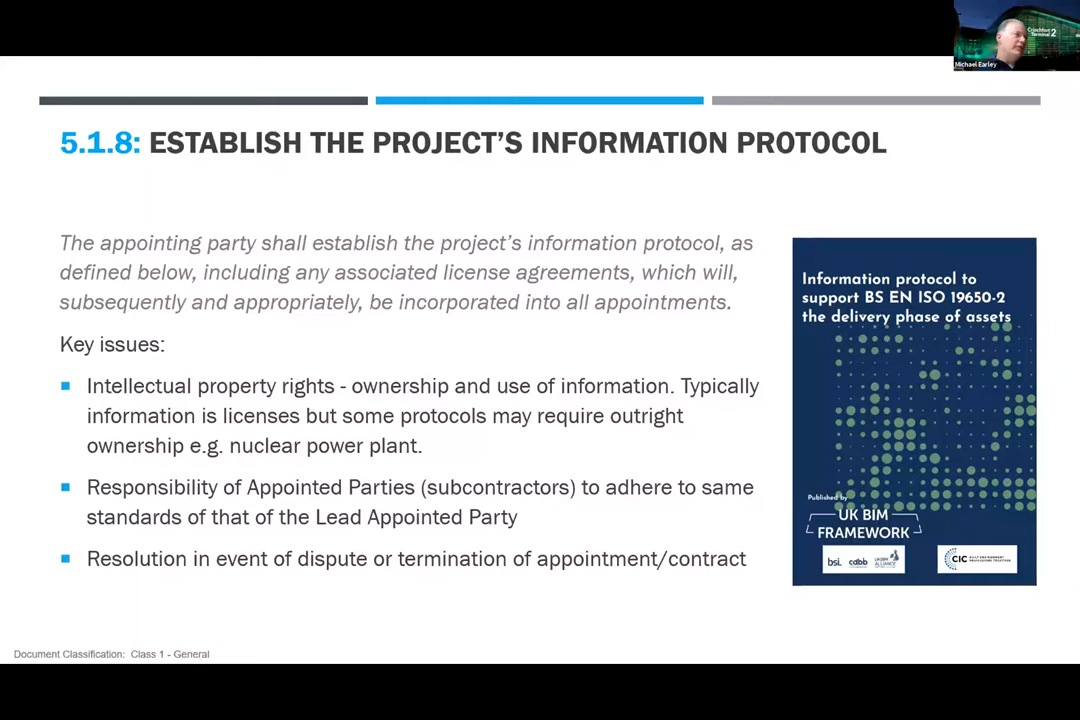 Criochfort
Terminal 2
Michael Earley
5.1.8: ESTABLISH THE PROJECT'S INFORMATION PROTOCOL
The appointing party shall establish the project's information protocol, as
defined below, including any associated license agreements, which will,
subsequently and appropriately, be incorporated into all appointments.
Key issues:
Intellectual property rights - ownership and use of information. Typically
information is licenses but some protocols may require outright
ownership e.g. nuclear power plant.
Responsibility of Appointed Parties (subcontractors) to adhere to same
standards of that of the Lead Appointed Party
Resolution in event of dispute or termination of appointment/contract
Information protocol to
support BS EN ISO 19650-2
the delivery phase of assets
Published by
UK BIM
FRAMEWORK
bsi.
cdbb
UK BIM
ALLIANCE
CIC
Document Classification: Class 1 - General